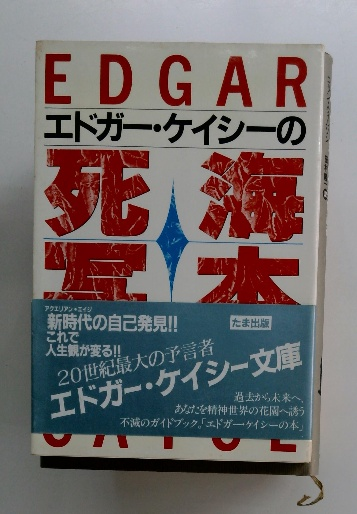 EDGAR
エドガー・ケイシーの
死海
アクエリアン・エイジ
新時代の自己発見!!
これで
人生観が変る!!
たま出版
20世紀最大の予言者
エドガー・ケイシー文庫
過去から未来へ、
あなたを精神世界の花園へ誘う
不滅のガイドブック。「エドガーケイシーの本」